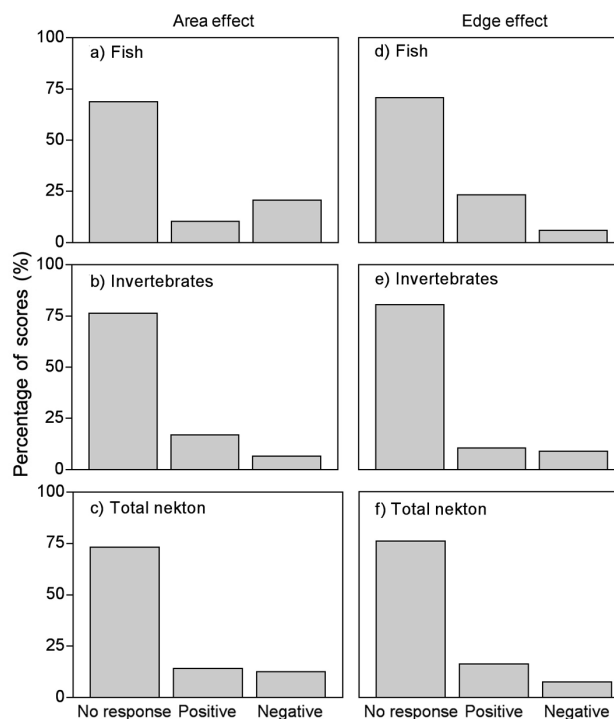 Area effect
Edge effect
Percentage of scores (%)
100
75
50
25
0
a) Fish
d) Fish
100
75
50
25
0
b) Invertebrates
e) Invertebrates
100
75
50
25
0
c) Total nekton
f) Total nekton
No response Positive Negative
No response Positive Negative